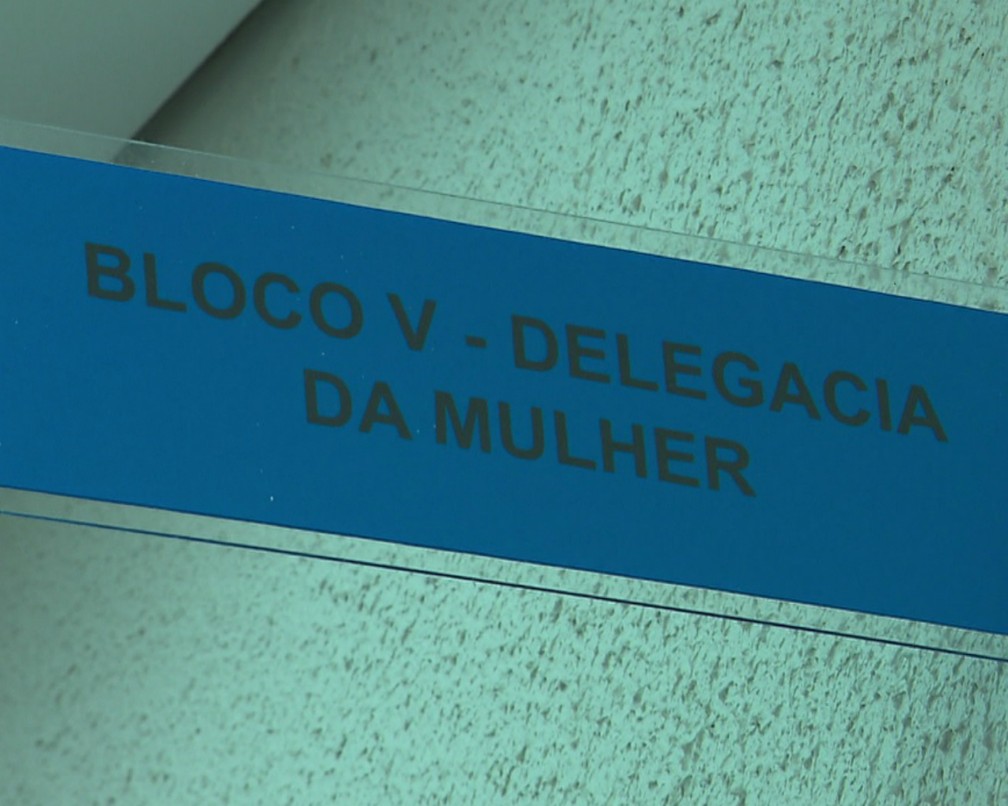 BLOCO V - DELEGACIA
DA MULHER